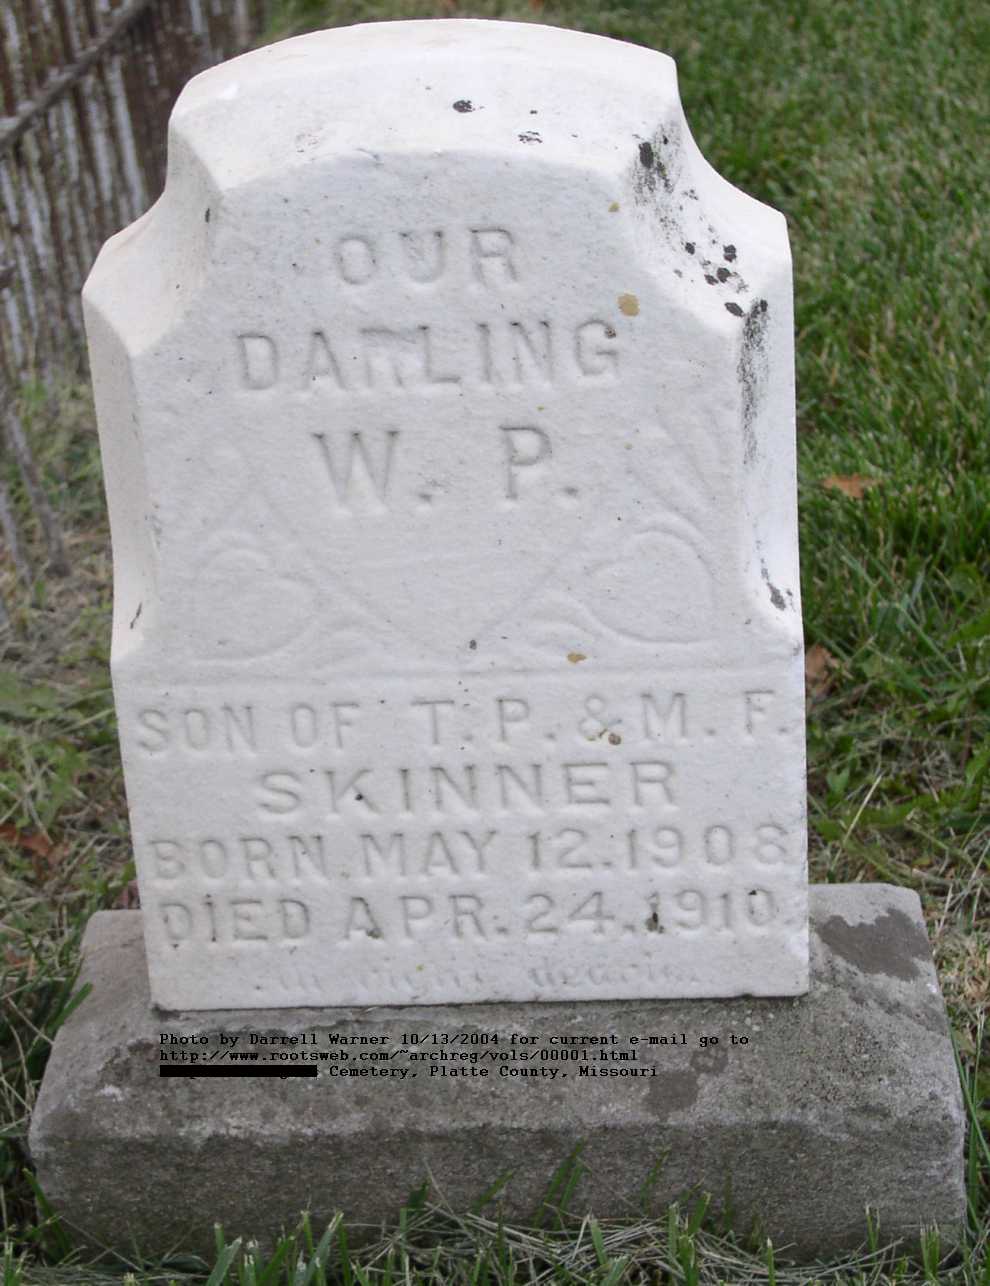 OUR
DARLING
W. P.
SON OF T. P. & M. F.
SKINNER
BORN MAY 12. 1908
DIED APR. 24. 1910
Photo by Darrell Warner 10/13/2004 for current e-mail go to
http://www.rootsweb.com/~archreg/vols/00001.html
Cemetery, Platte County, Missouri